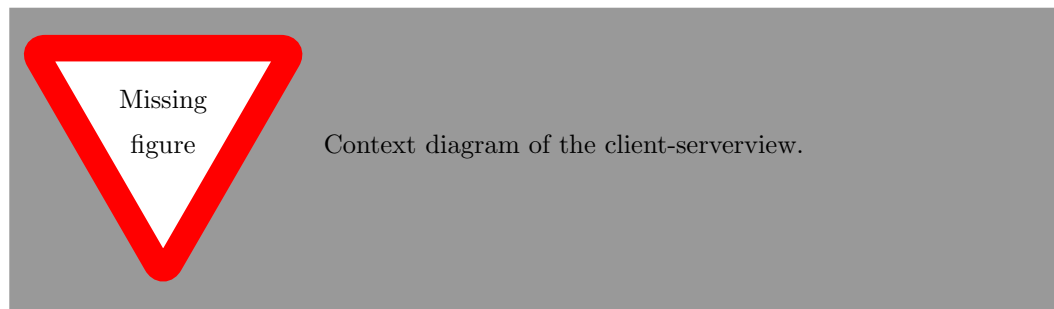 Missing
figure
Context diagram of the client-serverview.